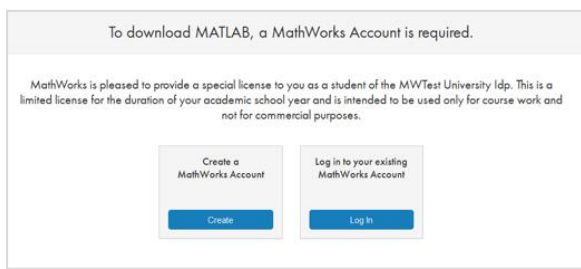 To download MATLAB, a MathWorks Account is required.
MathWorks is pleased to provide a special license to you as a student of the MWTest University Idp. This is a
limited license for the duration of your academic school year and is intended to be used only for course work and
not for commercial purposes.
Create a
MathWorks Account
Create
Log in to your existing
MathWorks Account
Log In